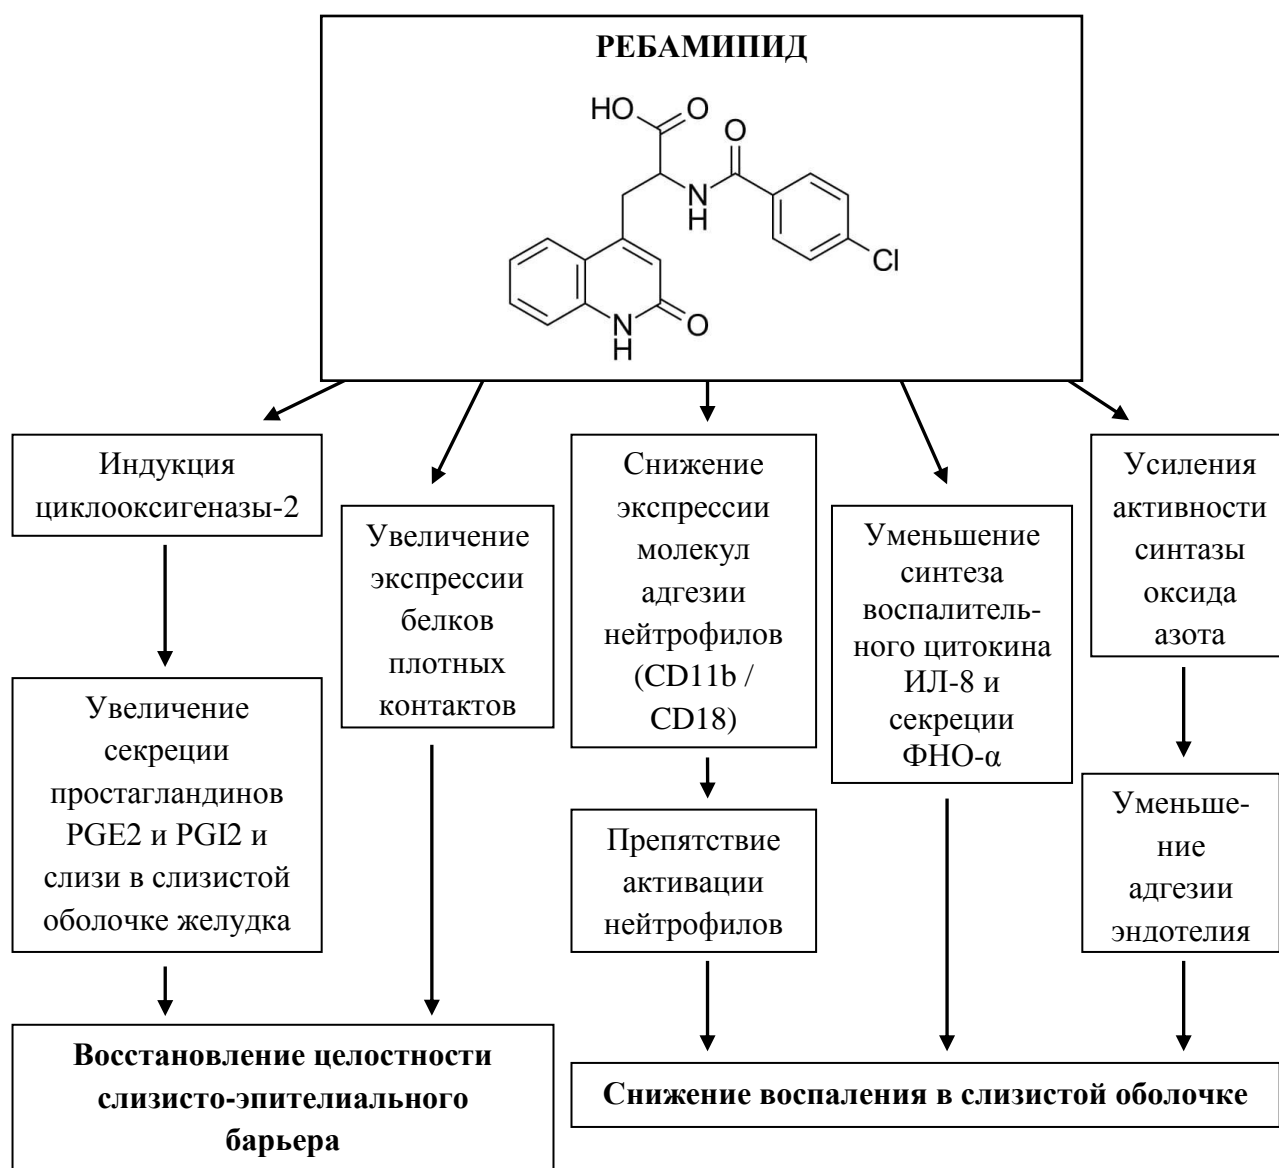 РЕБАМИПИД
HO
O
O
N
H
Cl
N
H
O
Индукция
циклооксигеназы-2
Увеличение
секреции
простагландинов
PGE2 и PGI2 и
слизи в слизистой
оболочке желудка
Увеличение
экспрессии
белков
плотных
контактов
Снижение
экспрессии
молекул
адгезии
нейтрофилов
(CD11b /
CD18)
Препятствие
активации
нейтрофилов
Уменьшение
синтеза
воспалитель-
ного цитокина
ИЛ-8 и
секреции
ФНО-α
Усиления
активности
синтазы
оксида
азота
Уменьше-
ние
адгезии
эндотелия
Восстановление целостности
слизисто-эпителиального
барьера
Снижение воспаления в слизистой оболочке